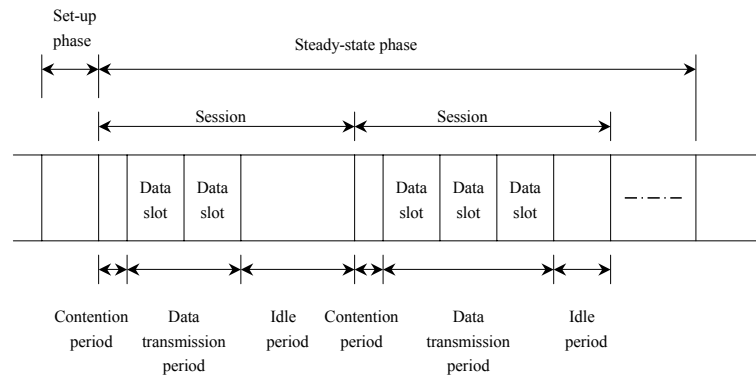 Set-up
phase
Steady-state phase
Session
Session
Data
slot
Data
slot
Data
slot
Data
slot
Data
slot
Contention
period
Data
transmission
period
Idle
period
Contention
period
Data
transmission
period
Idle
period